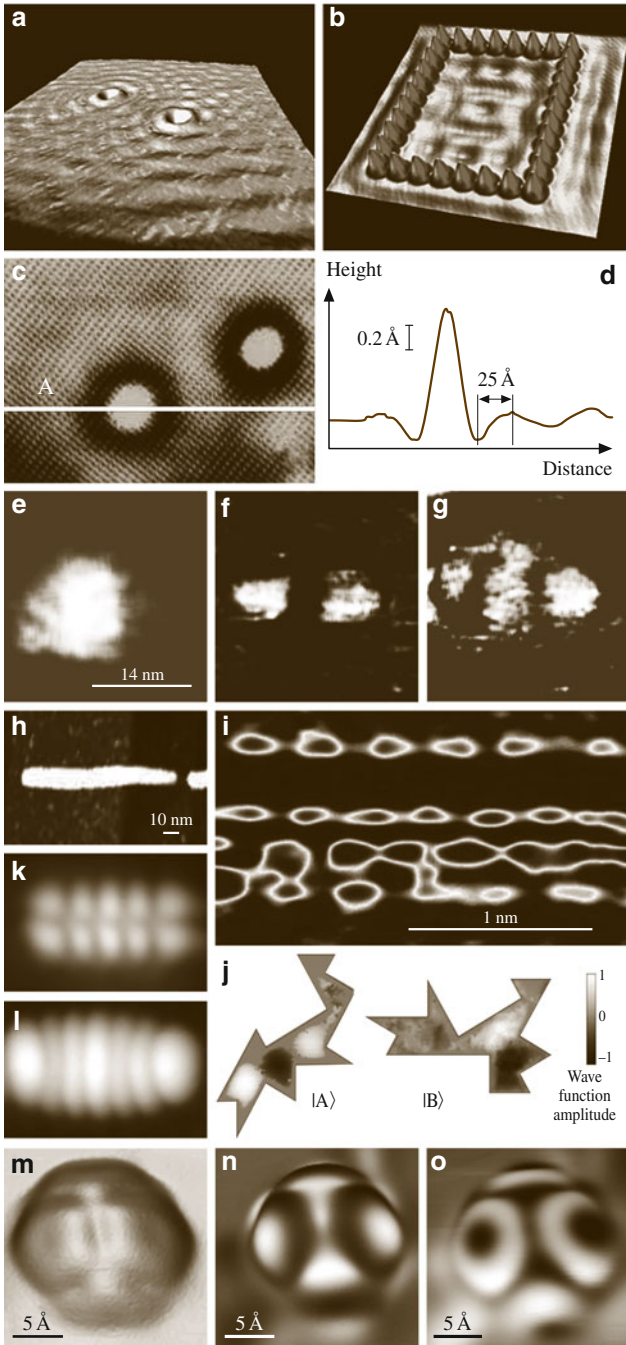 a
b
c
A
d
Height
0.2 Å
25 Å
Distance
e
14 nm
f
g
h
10 nm
i
1 nm
k
j
|A⟩
|B⟩
1
0
–1
Wave
function
amplitude
l
m
5 Å
n
5 Å
o
5 Å